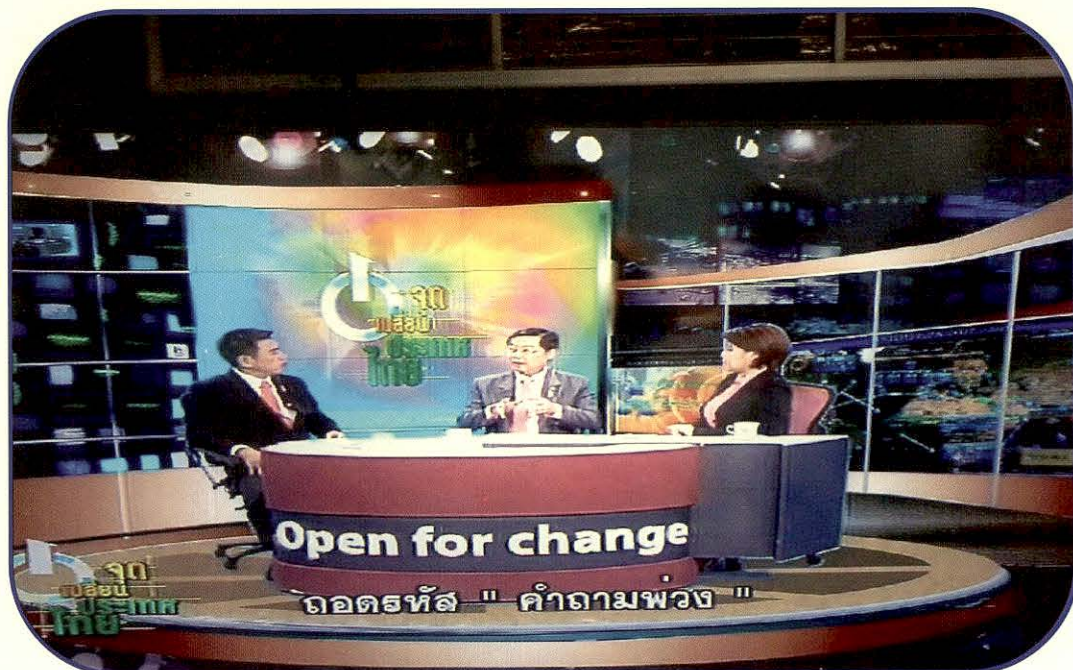 จุด
เปลี่ยน
ประเทศ
ไทย
Open for change
จุด
เปลี่ยน
ประเทศ
ไทย
ถอดรหัส " คำถามพ่วง "